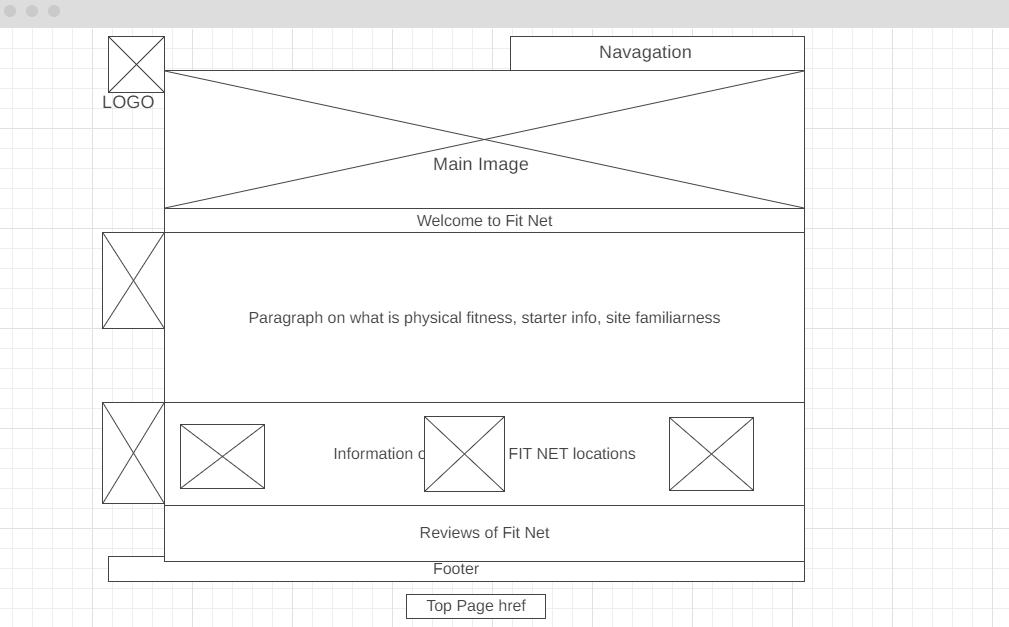 Navagation
LOGO
Main Image
Welcome to Fit Net
Paragraph on what is physical fitness, starter info, site familiarness
Information FIT NET locations
Reviews of Fit Net
Footer
Top Page href